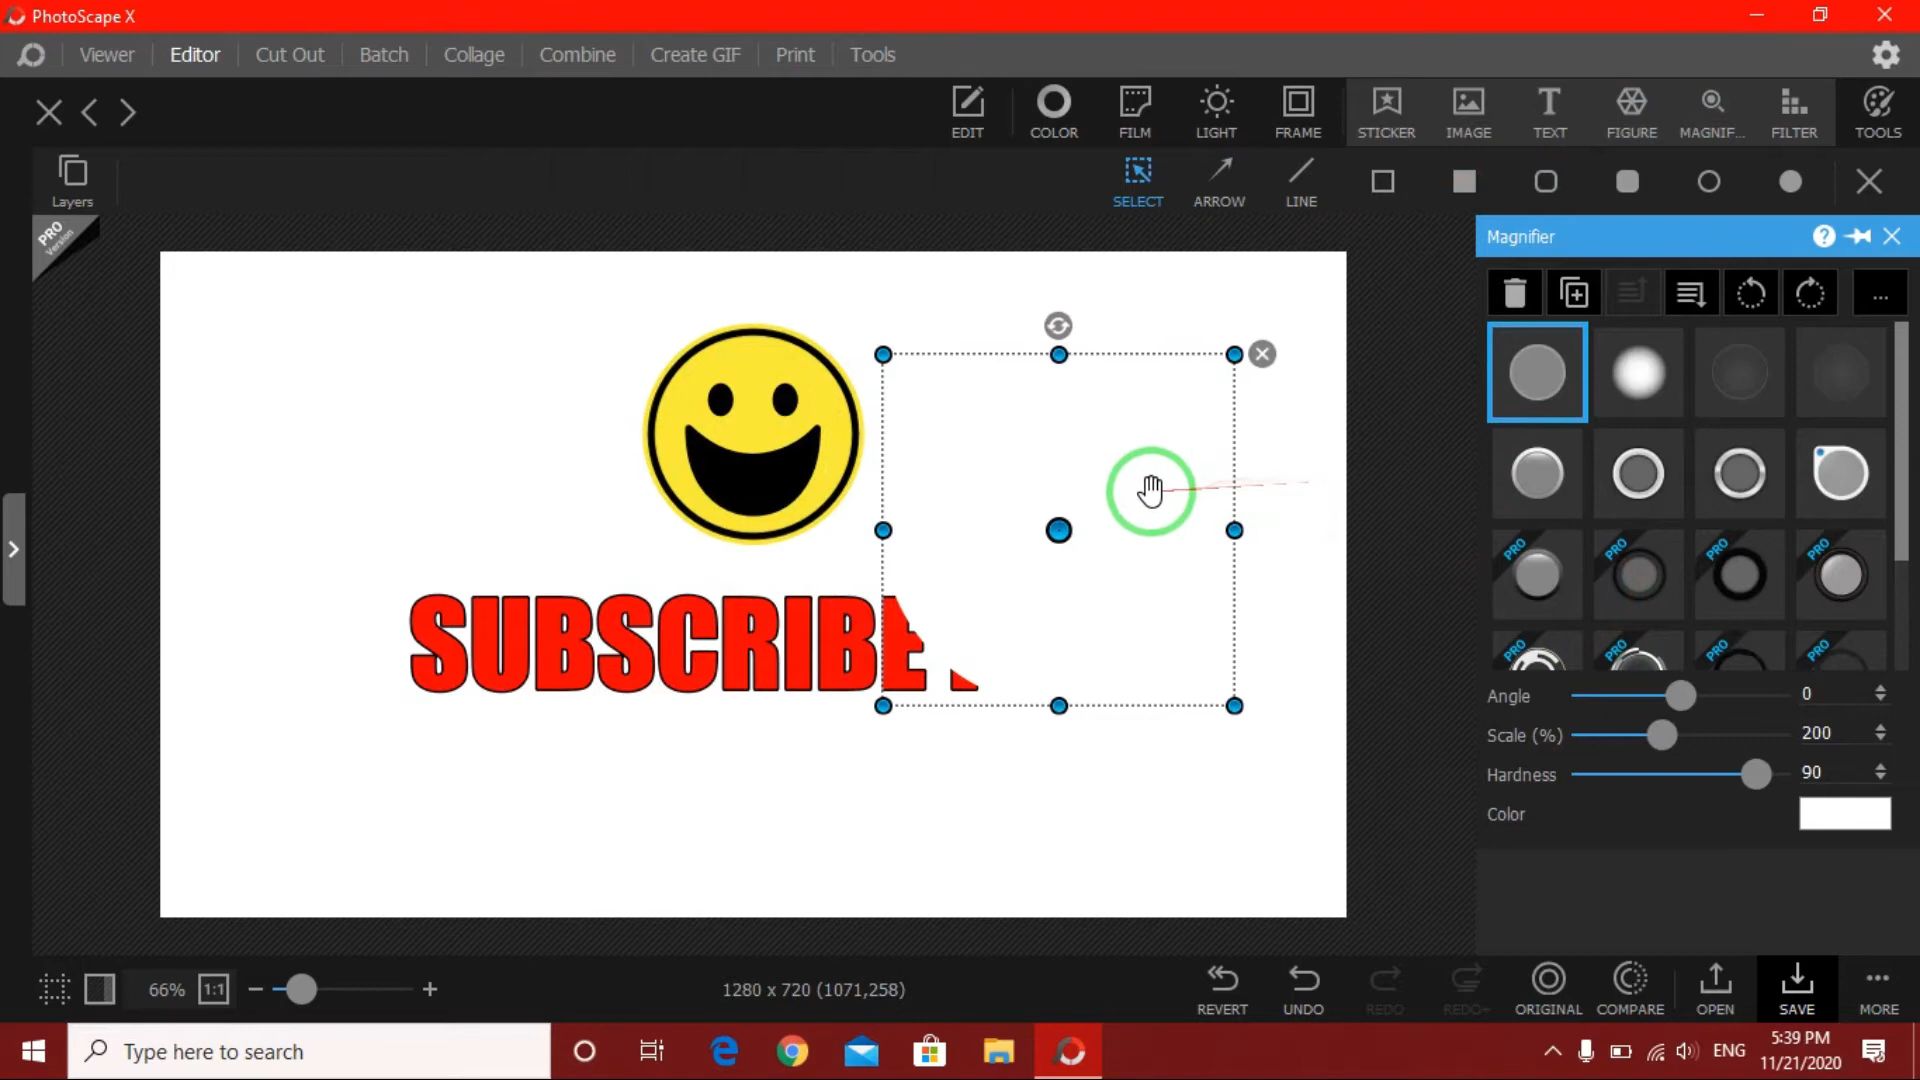 PhotoScape X
Viewer Editor Cut Out Batch Collage Combine Create GIF Print Tools
EDIT COLOR FILM LIGHT FRAME STICKER IMAGE TEXT FIGURE MAGNIF... FILTER TOOLS
Layers
SELECT ARROW LINE
PRO
Version
Magnifier
...
SUBSCRIBE
PRO PRO PRO PRO
PRO PRO PRO PRO
Angle 0
Scale (%) 200
Hardness 90
Color
66% 1:1 1280 x 720 (1071,258)
REVERT UNDO REDO REDO+ ORIGINAL COMPARE OPEN SAVE MORE
Type here to search
ENG
5:39 PM
11/21/2020